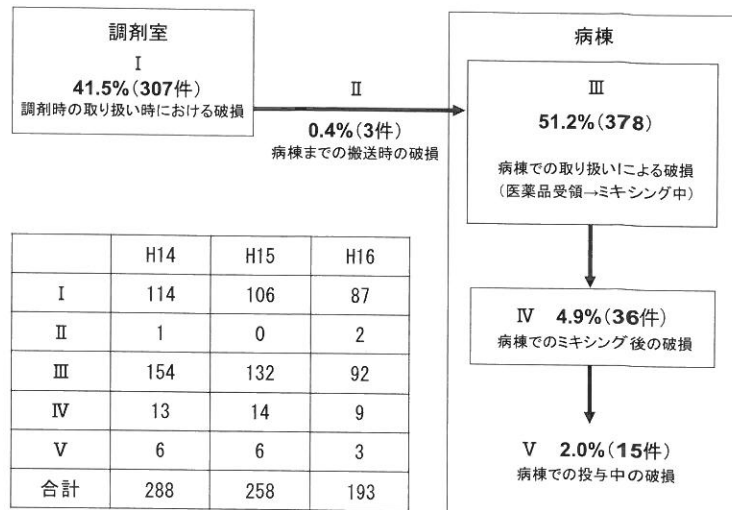 調剤室
I
41.5%(307件)
調剤時の取り扱い時における破損
II
0.4%(3件)
病棟までの搬送時の破損
病棟
III
51.2%(378)
病棟での取り扱いによる破損
(医薬品受領→ミキシング中)
IV 4.9%(36件)
病棟でのミキシング後の破損
V 2.0%(15件)
病棟での投与中の破損
H14 H15 H16
I 114 106 87
II 1 0 2
III 154 132 92
IV 13 14 9
V 6 6 3
合計 288 258 193